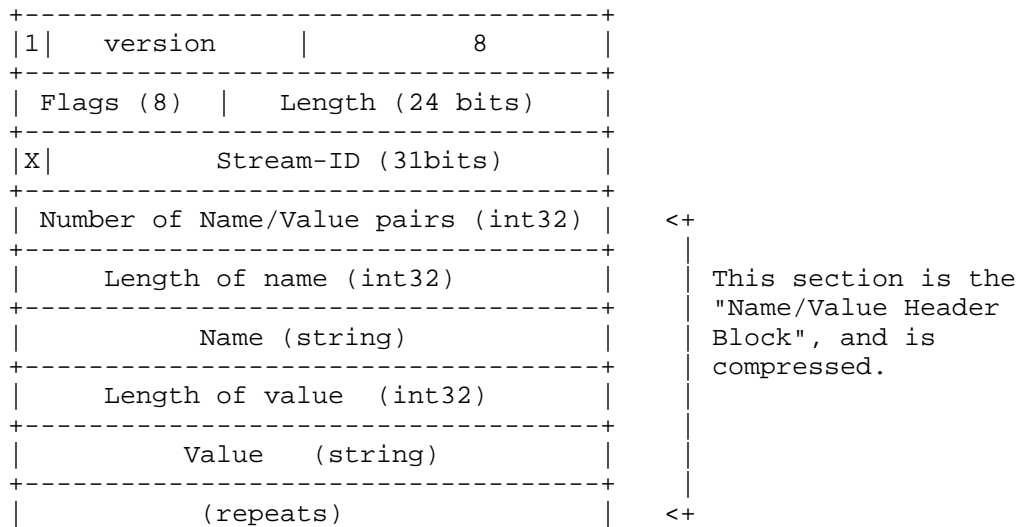 +------------------------------------+
|1|   version     |          8       |
+------------------------------------+
| Flags (8)  |   Length (24 bits)    |
+------------------------------------+
|X|          Stream-ID (31bits)      |
+------------------------------------+
| Number of Name/Value pairs (int32) |   <+
+------------------------------------+    |
|     Length of name (int32)         |    | This section is the
+------------------------------------+    | "Name/Value Header
|           Name (string)            |    | Block", and is
+------------------------------------+    | compressed.
|     Length of value  (int32)       |    |
+------------------------------------+    |
|          Value   (string)          |    |
+------------------------------------+    |
|           (repeats)                |   <+